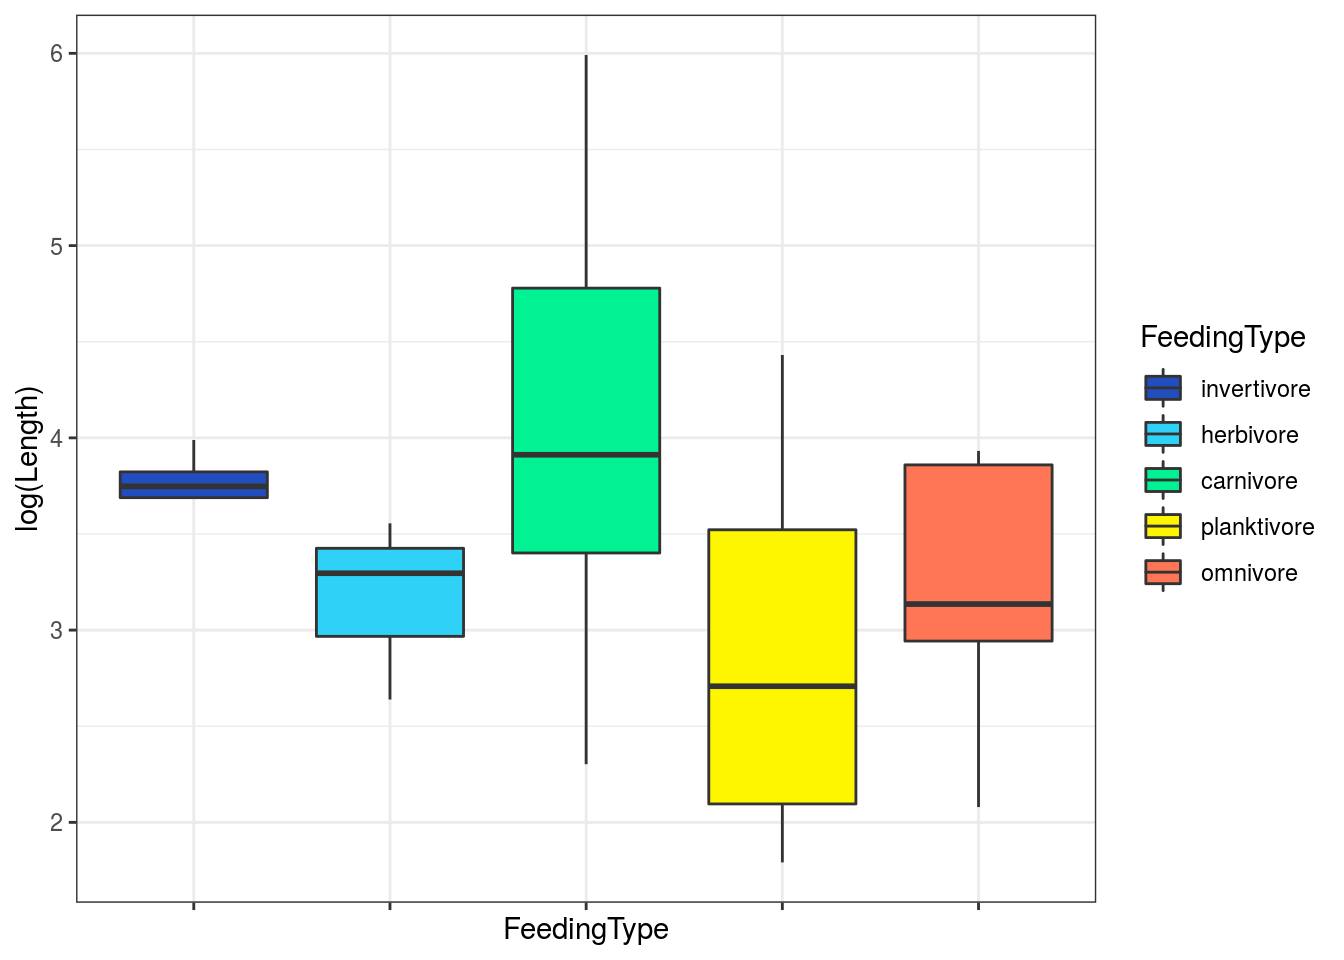 6
5
4
3
2
log(Length)
FeedingType
FeedingType
invertivore
herbivore
carnivore
planktivore
omnivore